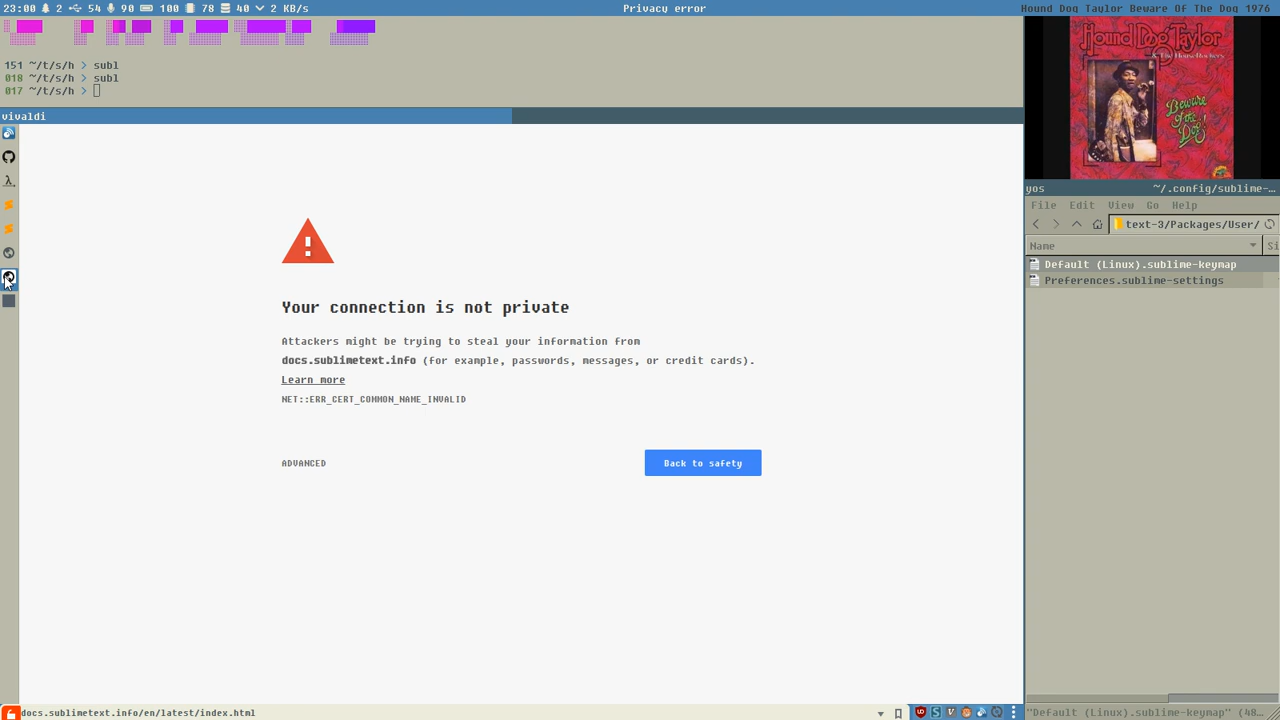 23:00 2 54 90 100 78 40 2 KB/s
Privacy error
Hound Dog Taylor Beware Of The Dog 1976
151 ~/t/s/h > subl
018 ~/t/s/h > subl
017 ~/t/s/h >
vivaldi
Your connection is not private
Attackers might be trying to steal your information from
docs.sublimetext.info (for example, passwords, messages, or credit cards).
Learn more
NET::ERR_CERT_COMMON_NAME_INVALID
ADVANCED
Back to safety
docs.sublimetext.info/en/latest/index.html
Hound Dog Taylor
& The HouseRockers
Beware
of the
Dog!
yos ~/.config/sublime-…
File Edit View Go Help
text-3/Packages/User/
Name Si
Default (Linux).sublime-keymap
Preferences.sublime-settings
"Default (Linux).sublime-keymap" (48…